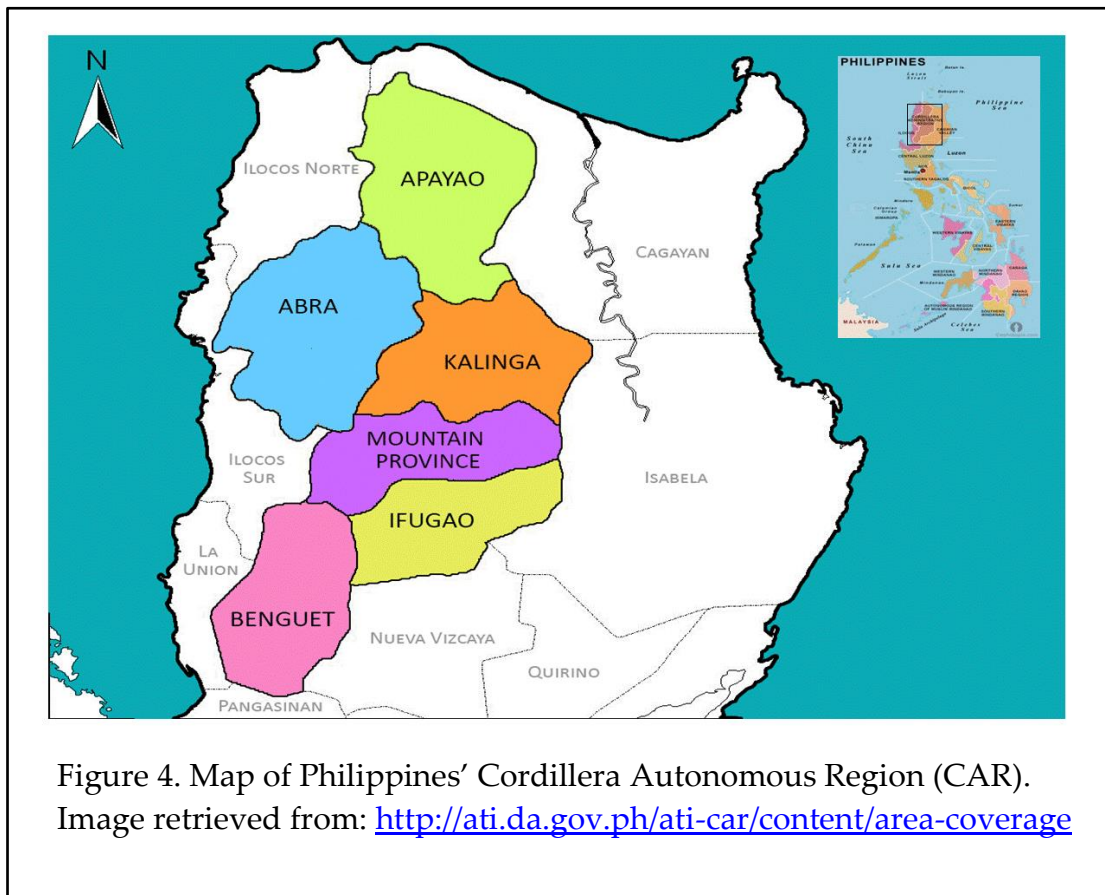 N
PHILIPPINES
Philippine
Sea
South
China
Sea
Luzon
Manila
Sulu Sea
Celebes
Sea
MALAYSIA
ILOCOS NORTE
APAYAO
CAGAYAN
ABRA
KALINGA
MOUNTAIN
PROVINCE
ILOCOS
SUR
ISABELA
IFUGAO
LA
UNION
BENGUET
NUEVA VIZCAYA
QUIRINO
PANGASINAN
Figure 4. Map of Philippines’ Cordillera Autonomous Region (CAR).
Image retrieved from: http://ati.da.gov.ph/ati-car/content/area-coverage